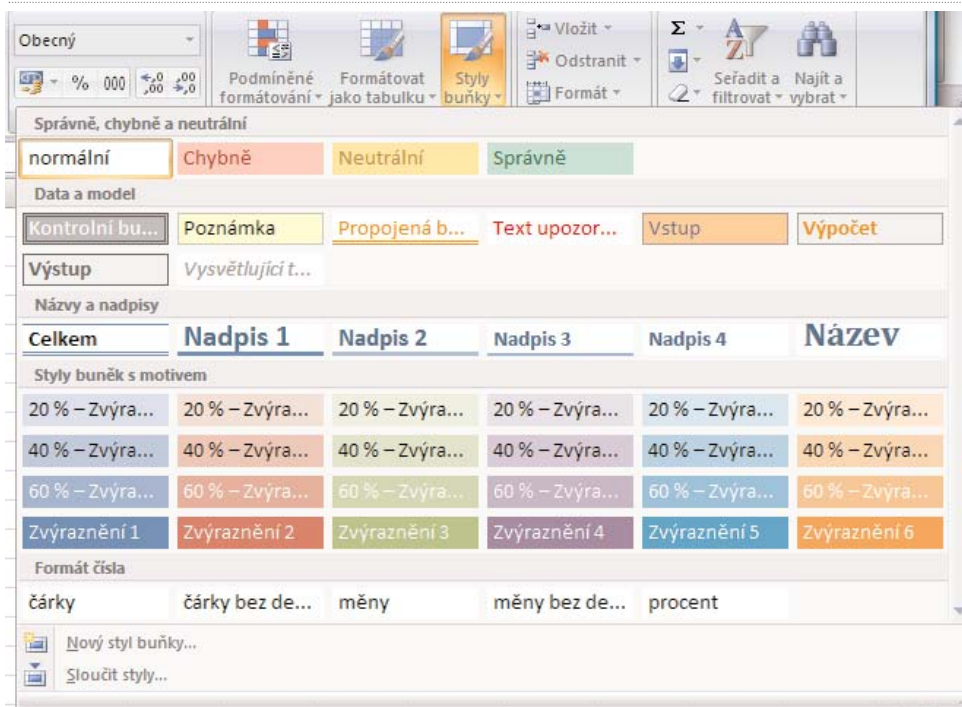 Obecný
Podmíněné formátování
Formátovat jako tabulku
Styly buňky
Vložit
Odstranit
Formát
Σ
Seřadit a filtrovat
Najít a vybrat
% 000 ,00 ,00
Správně, chybně a neutrální
normální Chybně Neutrální Správně
Data a model
Kontrolní bu... Poznámka Propojená b... Text upozor... Vstup Výpočet
Výstup Vysvětlující t...
Názvy a nadpisy
Celkem Nadpis 1 Nadpis 2 Nadpis 3 Nadpis 4 Název
Styly buněk s motivem
20 % – Zvýra... 20 % – Zvýra... 20 % – Zvýra... 20 % – Zvýra... 20 % – Zvýra... 20 % – Zvýra...
40 % – Zvýra... 40 % – Zvýra... 40 % – Zvýra... 40 % – Zvýra... 40 % – Zvýra... 40 % – Zvýra...
60 % – Zvýra... 60 % – Zvýra... 60 % – Zvýra... 60 % – Zvýra... 60 % – Zvýra... 60 % – Zvýra...
Zvýraznění 1 Zvýraznění 2 Zvýraznění 3 Zvýraznění 4 Zvýraznění 5 Zvýraznění 6
Formát čísla
čárky čárky bez de... měny měny bez de... procent
Nový styl buňky...
Sloučit styly...